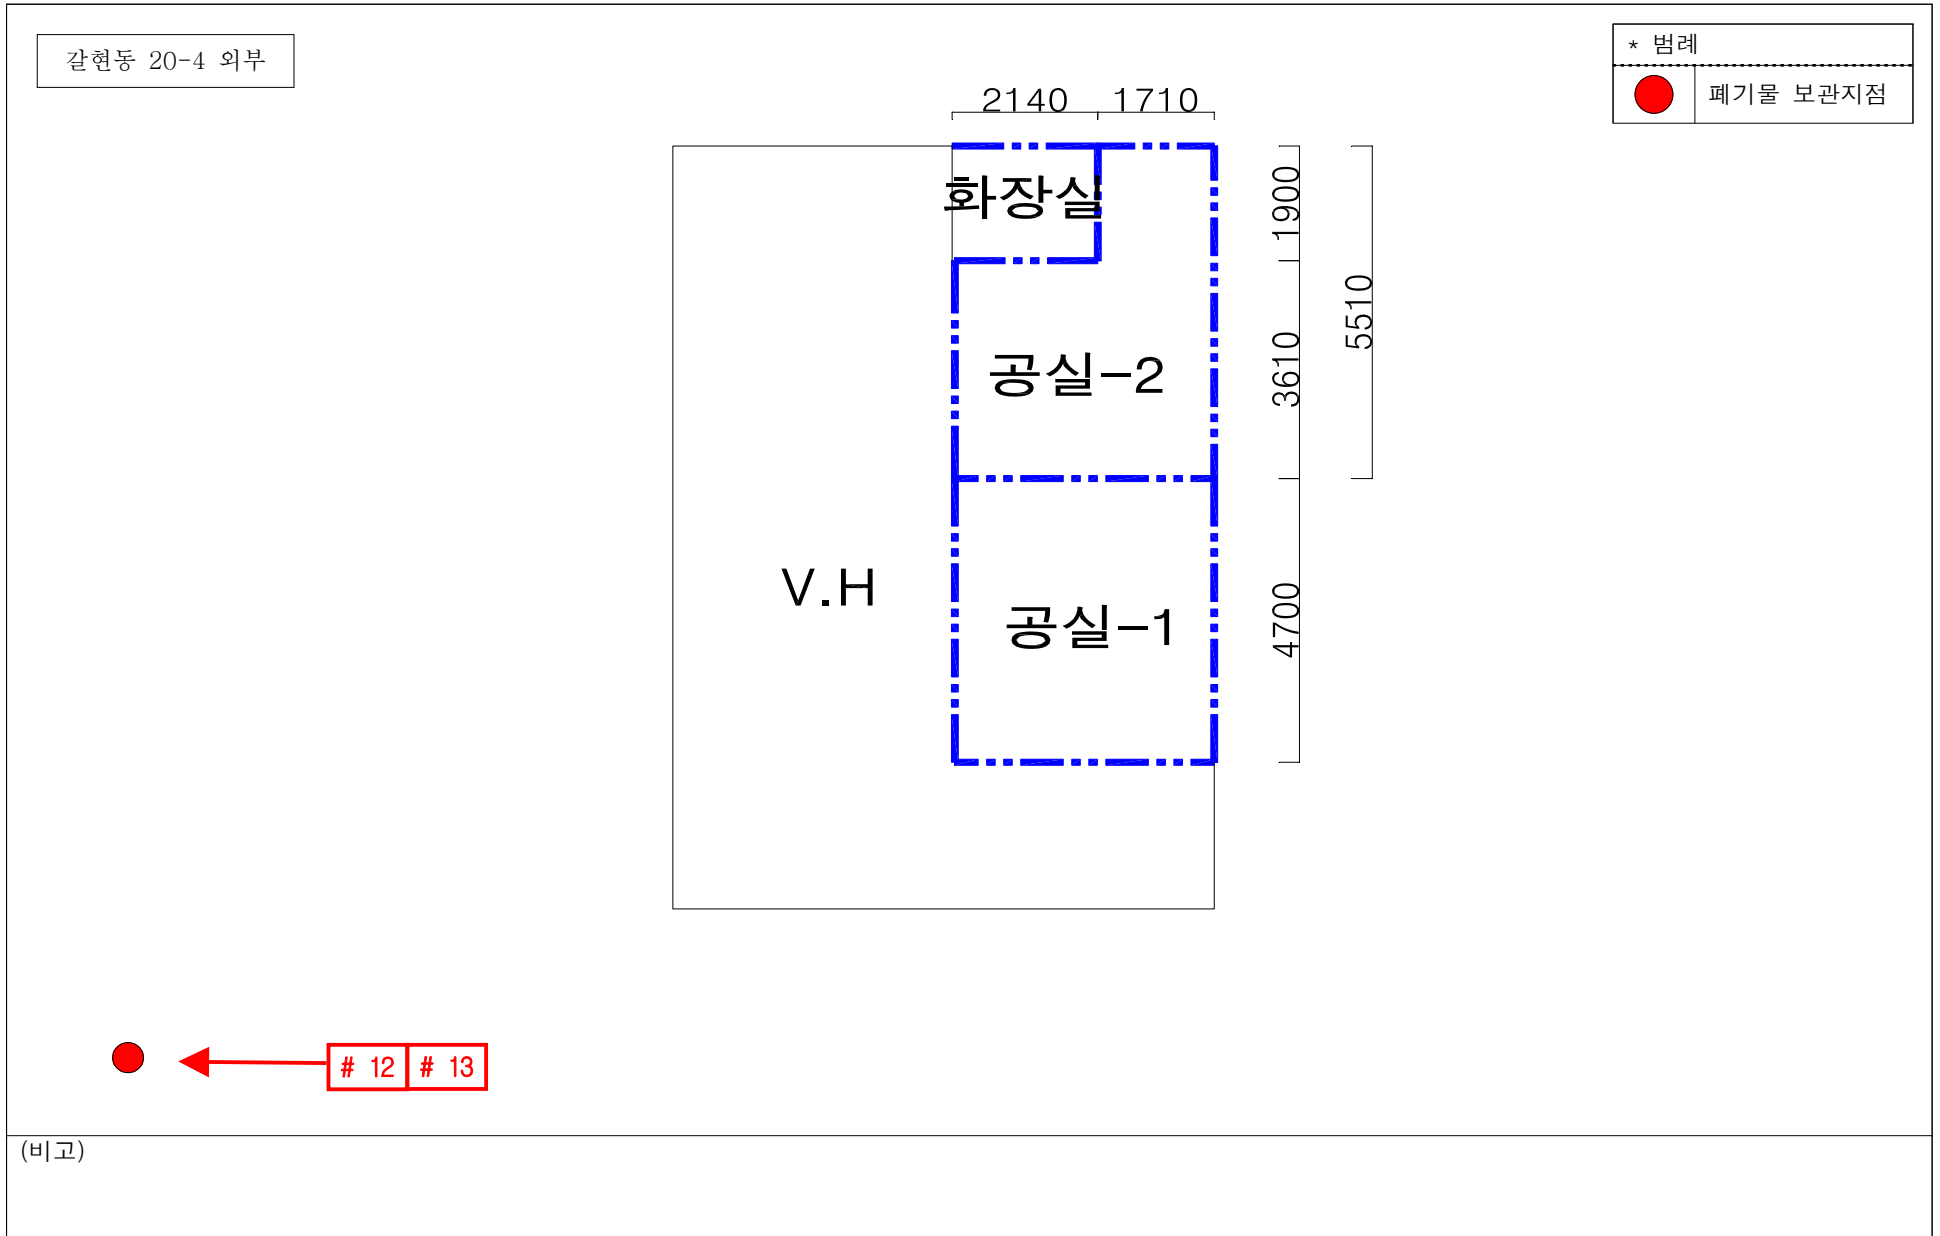 갈현동 20-4 외부
* 범례
폐기물 보관지점
2140 1710
화장실
1900
3610
5510
공실-2
V.H
공실-1
4700
# 12 # 13
(비고)